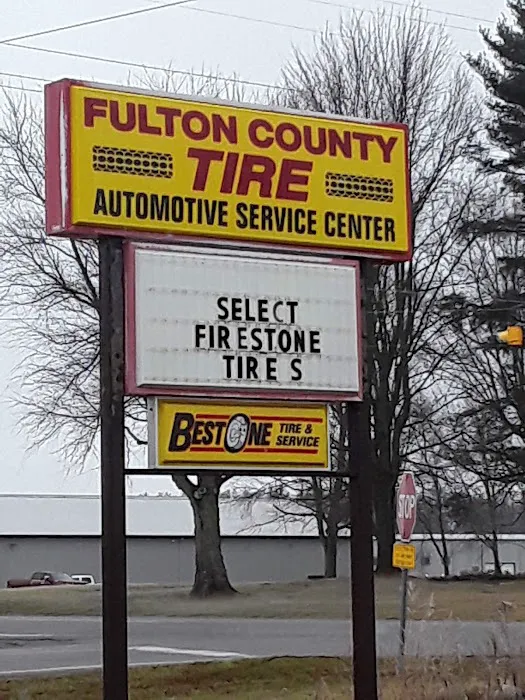 FULTON COUNTY
TIRE
AUTOMOTIVE SERVICE CENTER
SELECT
FIRESTONE
TIRES
BESTONE TIRE &
SERVICE
STOP